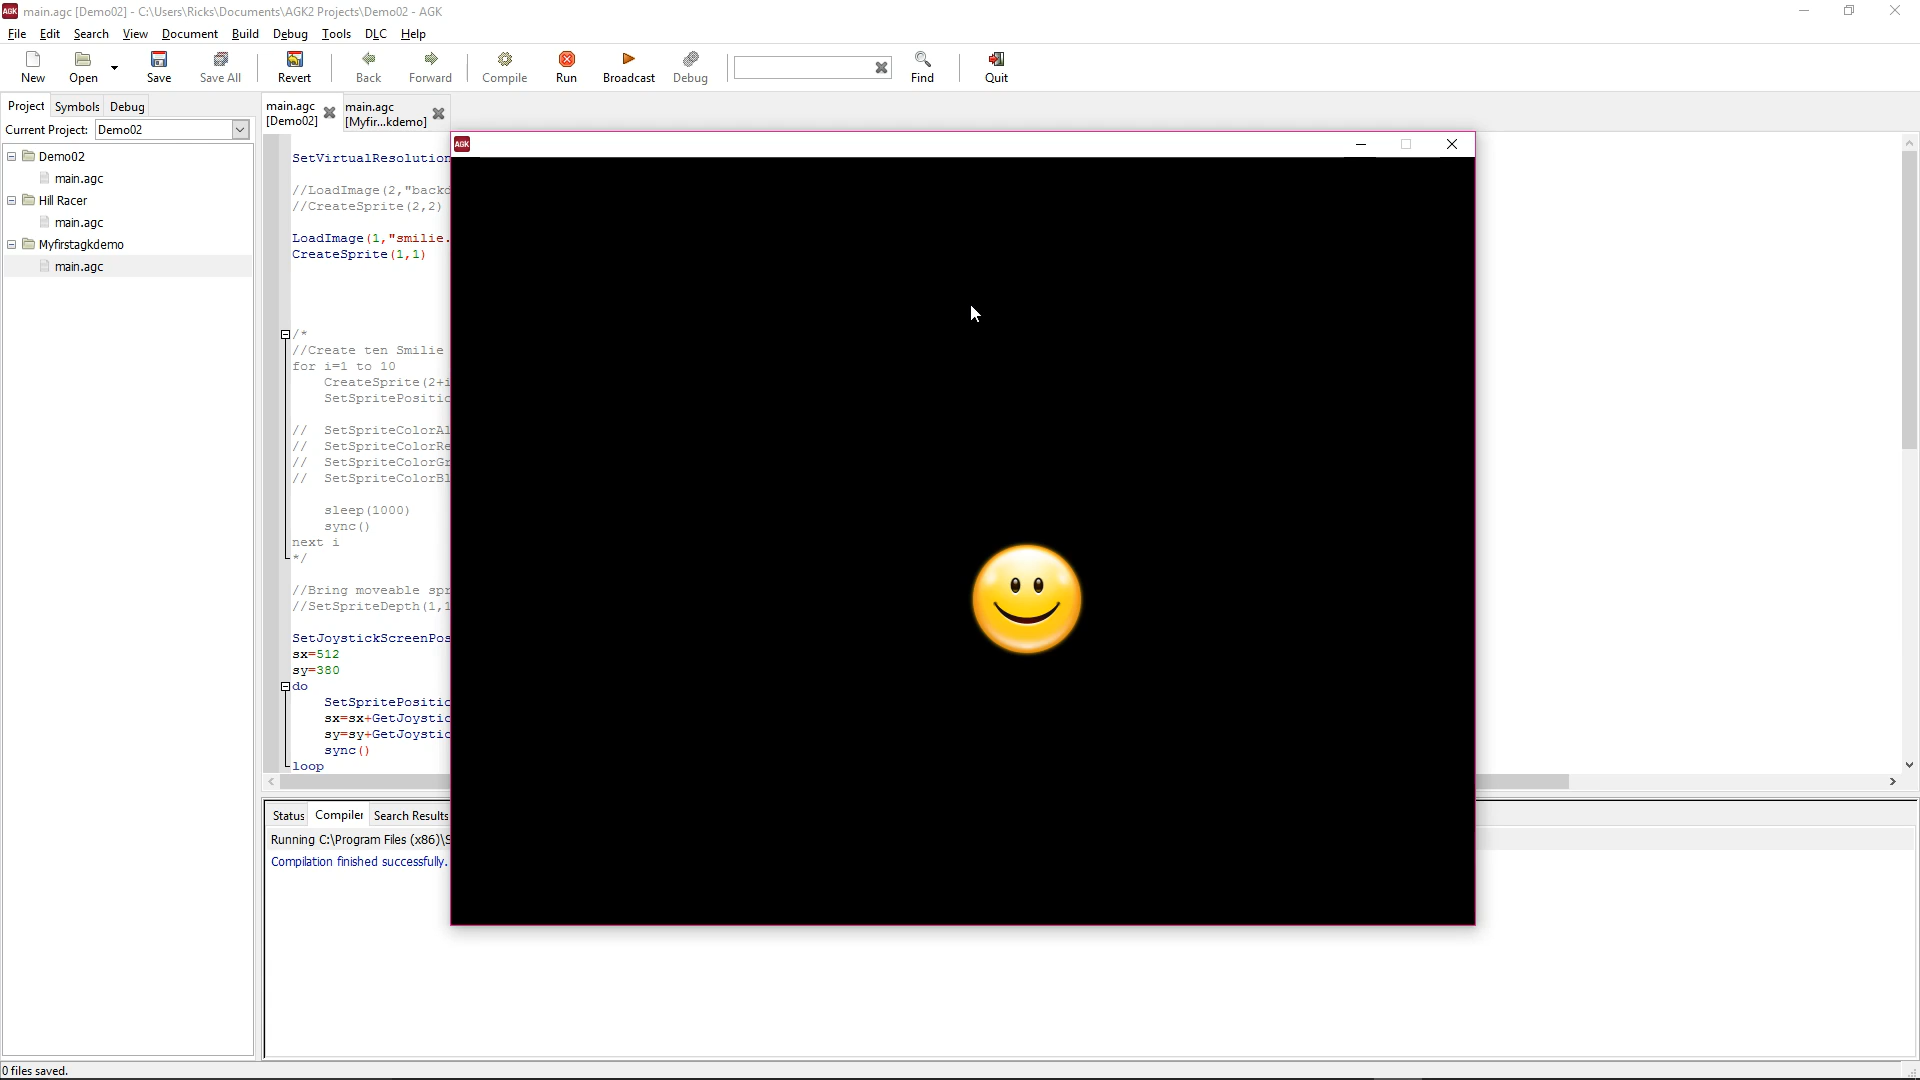 AGK main.agc [Demo02] - C:\Users\Ricks\Documents\AGK2 Projects\Demo02 - AGK
File Edit Search View Document Build Debug Tools DLC Help
New Open Save Save All Revert Back Forward Compile Run Broadcast Debug Find Quit
Project Symbols Debug
main.agc
[Demo02]
main.agc
[Myfir...kdemo]
Current Project: Demo02
Demo02
main.agc
Hill Racer
main.agc
Myfirstagkdemo
main.agc
AGK
SetVirtualResolution
//LoadImage(2,"backd
//CreateSprite(2,2)
LoadImage(1,"smilie.
CreateSprite(1,1)
/*
//Create ten Smilie
for i=1 to 10
CreateSprite(2+i
SetSpritePositio
// SetSpriteColorAl
// SetSpriteColorRe
// SetSpriteColorGr
// SetSpriteColorBl
sleep(1000)
sync()
next i
*/
//Bring moveable spr
//SetSpriteDepth(1,1
SetJoystickScreenPos
sx=512
sy=380
do
SetSpritePositio
sx=sx+GetJoystic
sy=sy+GetJoystic
sync()
loop
Status Compiler Search Results
Running C:\Program Files (x86)\S
Compilation finished successfully.
0 files saved.